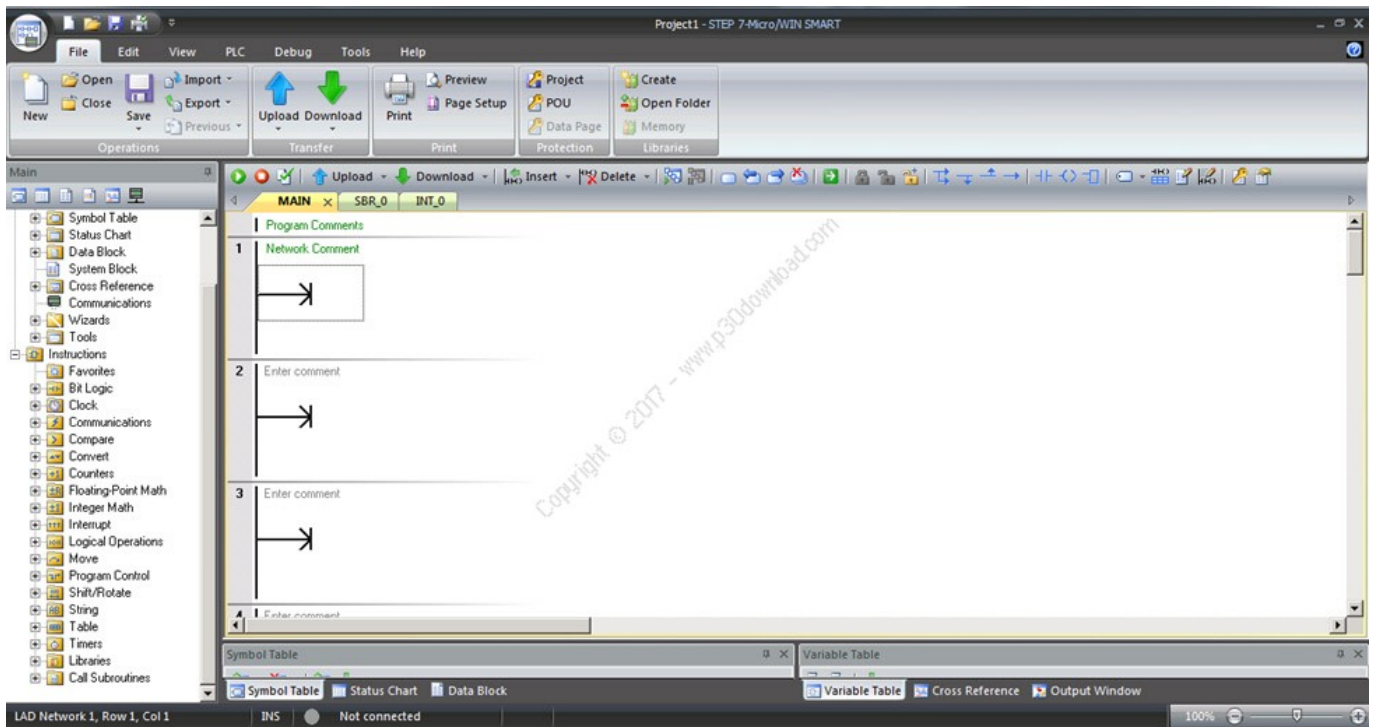 Project1 - STEP 7-Micro/WIN SMART
File Edit View PLC Debug Tools Help
New
Open
Close
Save
Import
Export
Previous
Operations
Upload Download
Transfer
Print
Preview
Page Setup
Print
Project
POU
Data Page
Protection
Create
Open Folder
Memory
Libraries
Main
Symbol Table
Status Chart
Data Block
System Block
Cross Reference
Communications
Wizards
Tools
Instructions
Favorites
Bit Logic
Clock
Communications
Compare
Convert
Counters
Floating-Point Math
Integer Math
Interrupt
Logical Operations
Move
Program Control
Shift/Rotate
String
Table
Timers
Libraries
Call Subroutines
Upload Download Insert Delete
MAIN SBR_0 INT_0
Program Comments
1 Network Comment
2 Enter comment
3 Enter comment
4 Enter comment
Copyright © 2017 - www.p30download.com
Symbol Table
Variable Table
Symbol Table Status Chart Data Block
Variable Table Cross Reference Output Window
LAD Network 1, Row 1, Col 1 INS Not connected 100%